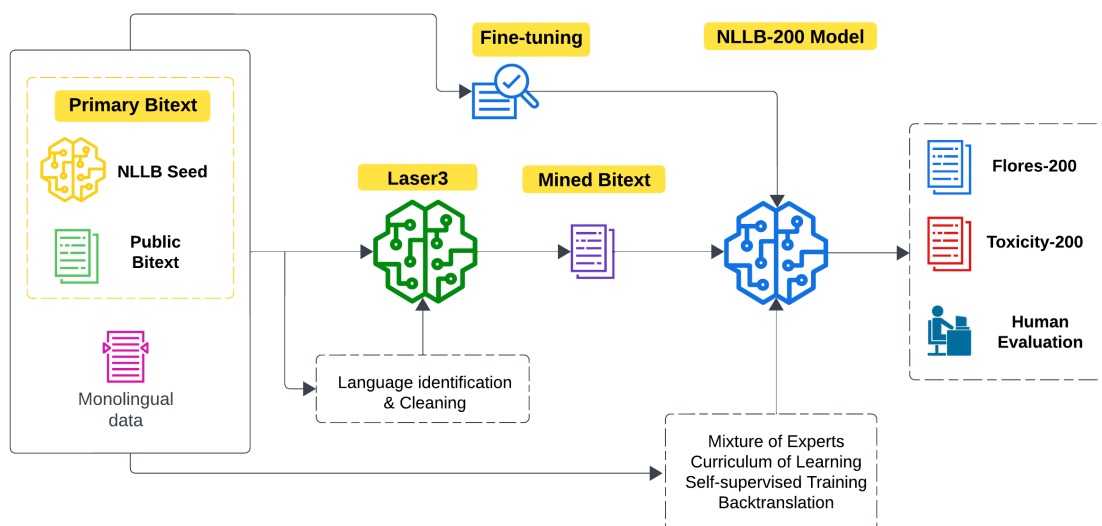 Fine-tuning
NLLB-200 Model
Primary Bitext
NLLB Seed
Public
Bitext
Monolingual
data
Laser3
Mined Bitext
Language identification
& Cleaning
Mixture of Experts
Curriculum of Learning
Self-supervised Training
Backtranslation
Flores-200
Toxicity-200
Human
Evaluation